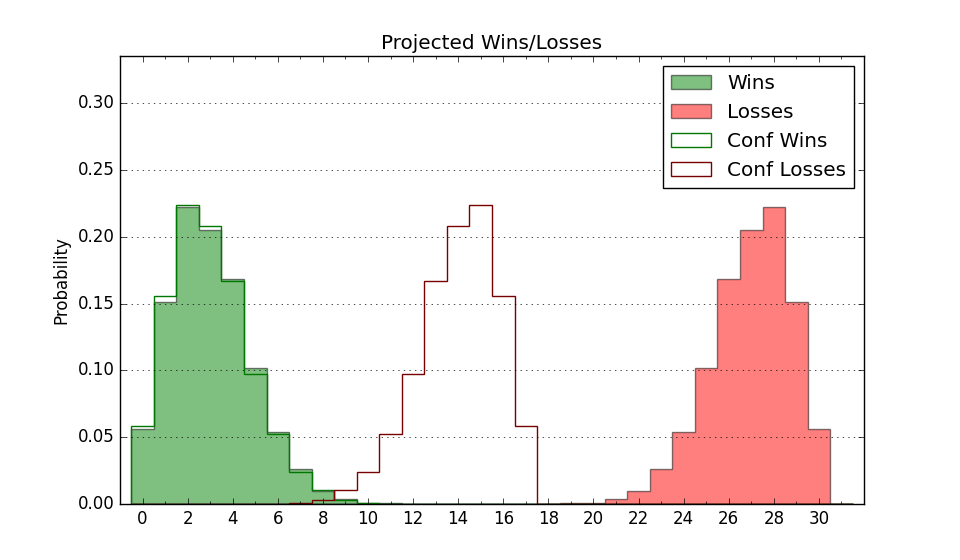 Projected Wins/Losses
Wins
Losses
Conf Wins
Conf Losses
Probability
0.30
0.25
0.20
0.15
0.10
0.05
0.00
0 2 4 6 8 10 12 14 16 18 20 22 24 26 28 30